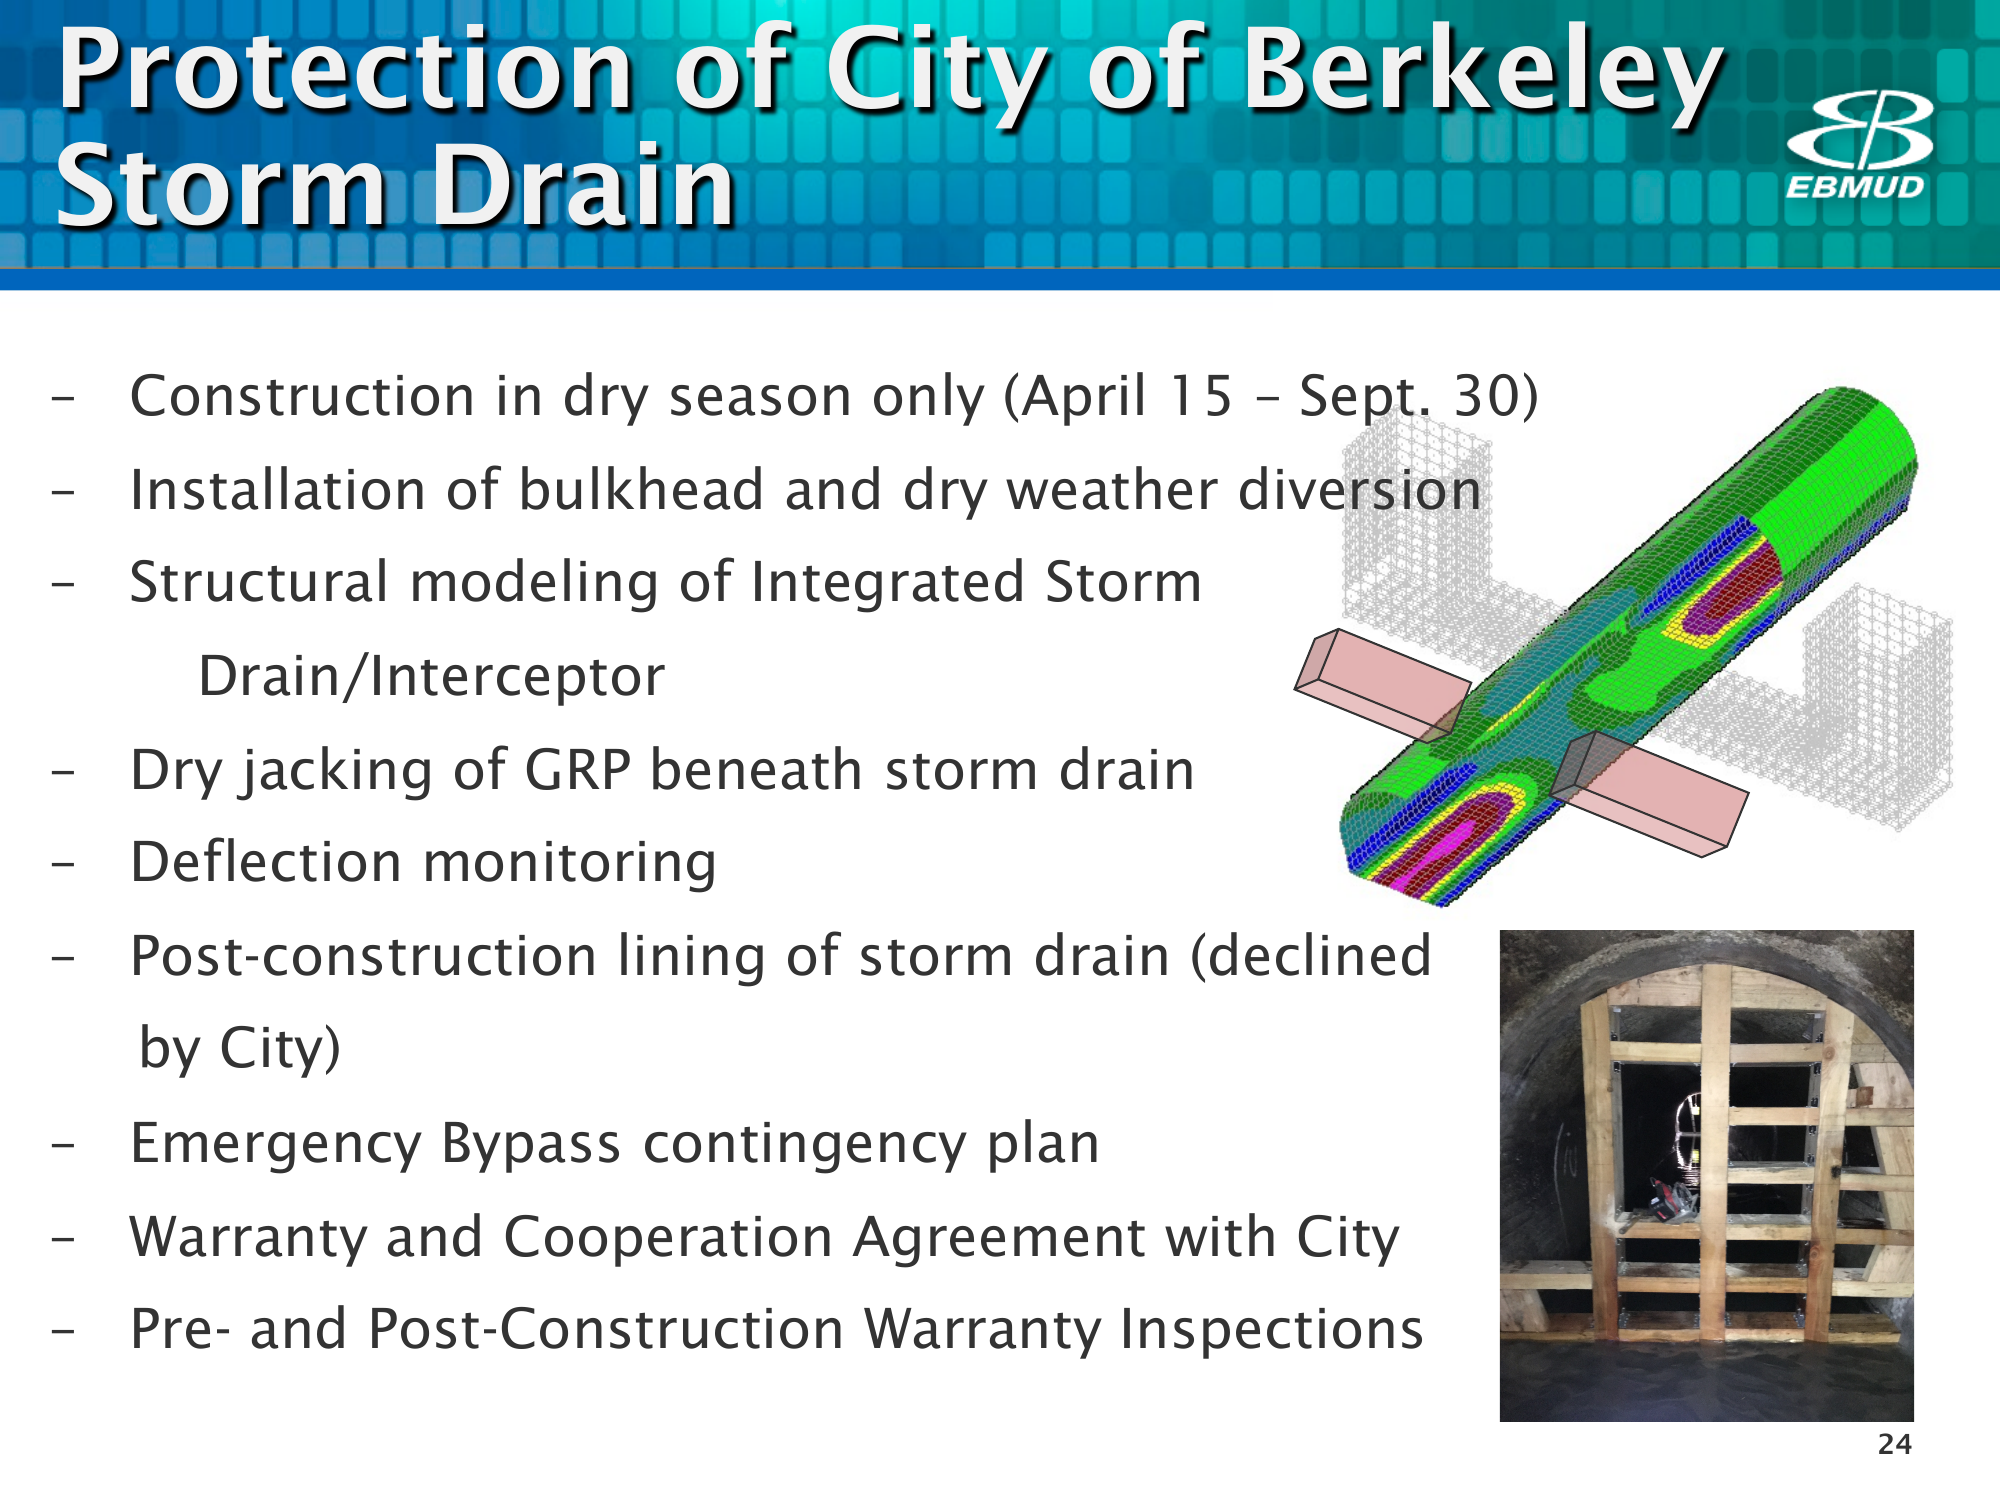 Protection of City of Berkeley
Storm Drain
EBMUD
– Construction in dry season only (April 15 – Sept. 30)
– Installation of bulkhead and dry weather diversion
– Structural modeling of Integrated Storm
Drain/Interceptor
– Dry jacking of GRP beneath storm drain
– Deflection monitoring
– Post-construction lining of storm drain (declined
by City)
– Emergency Bypass contingency plan
– Warranty and Cooperation Agreement with City
– Pre- and Post-Construction Warranty Inspections
24